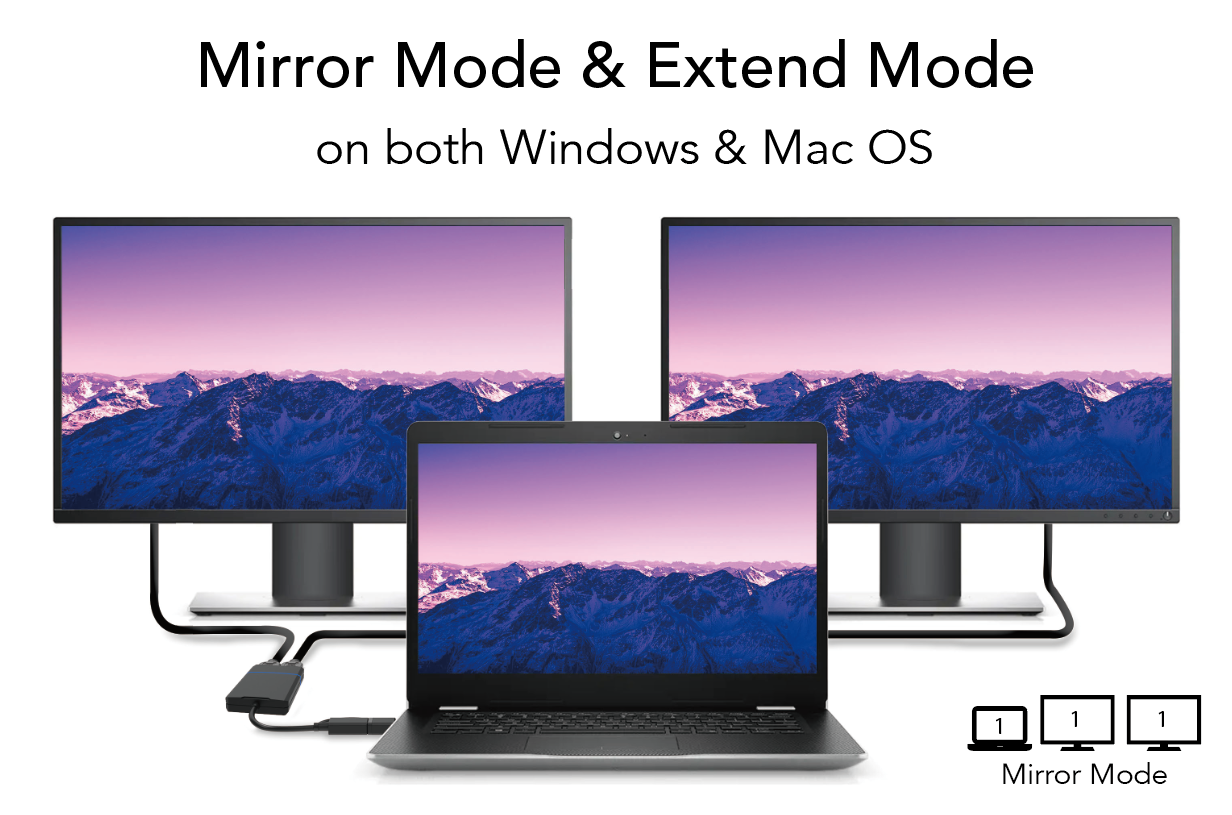 Mirror Mode & Extend Mode
on both Windows & Mac OS
1 1 1
Mirror Mode